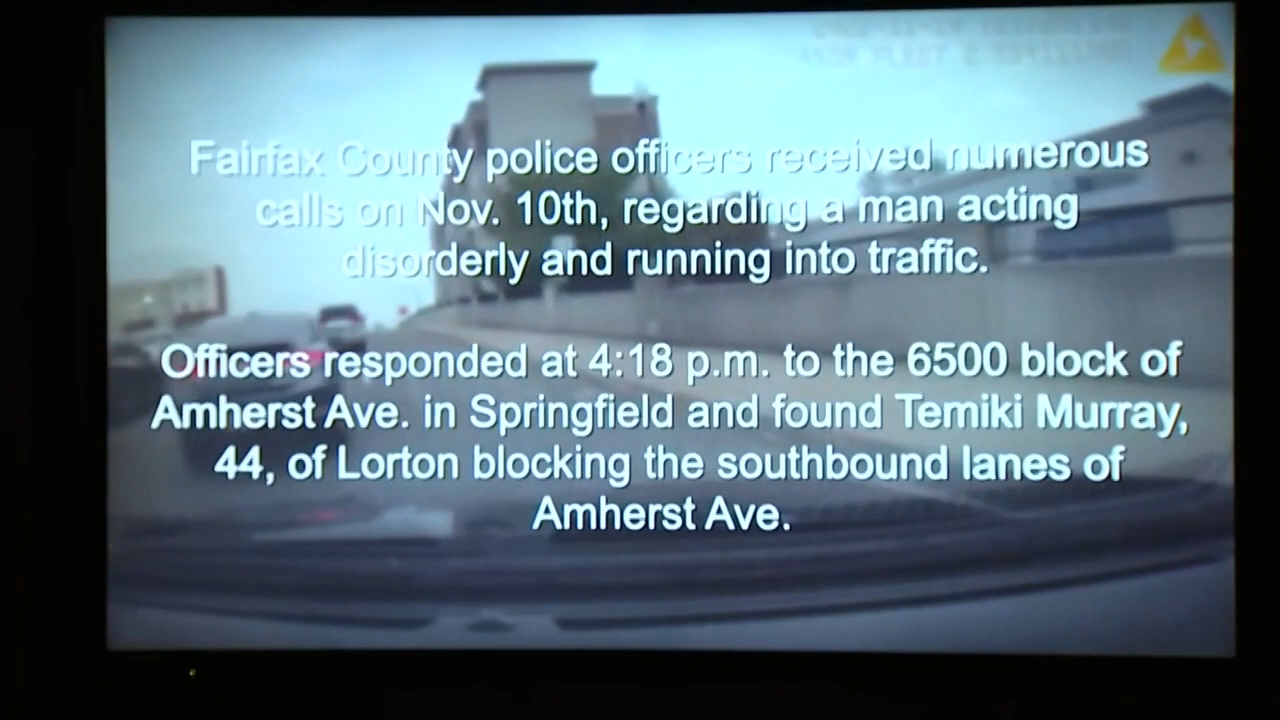 Fairfax County police officers received numerous
calls on Nov. 10th, regarding a man acting
disorderly and running into traffic.
Officers responded at 4:18 p.m. to the 6500 block of
Amherst Ave. in Springfield and found Temiki Murray,
44, of Lorton blocking the southbound lanes of
Amherst Ave.